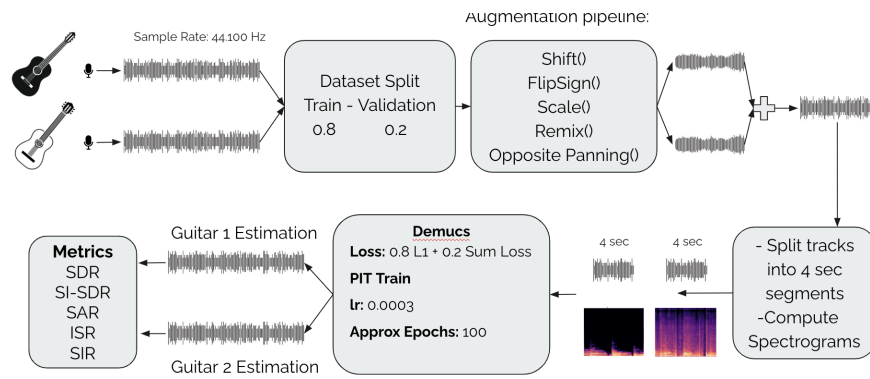 Augmentation pipeline:
Sample Rate: 44.100 Hz
Dataset Split
Train - Validation
0.8 0.2
Shift()
FlipSign()
Scale()
Remix()
Opposite Panning()
- Split tracks
into 4 sec
segments
-Compute
Spectrograms
4 sec 4 sec
Demucs
Loss: 0.8 L1 + 0.2 Sum Loss
PIT Train
lr: 0.0003
Approx Epochs: 100
Guitar 1 Estimation
Guitar 2 Estimation
Metrics
SDR
SI-SDR
SAR
ISR
SIR